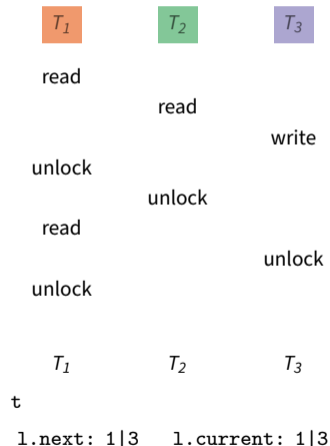 T1 T2 T3
read
read
write
unlock
unlock
read
unlock
unlock
T1 T2 T3
t
l.next: 1|3 l.current: 1|3